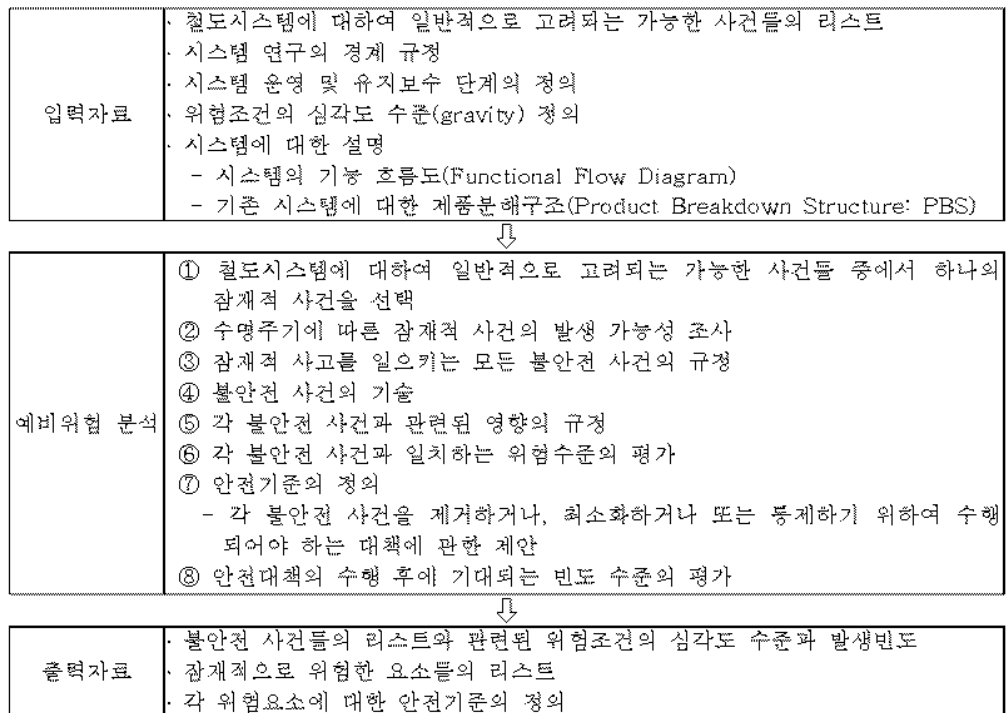 · 철도시스템에 대하여 일반적으로 고려되는 가능한 사건들의 리스트
· 시스템 연구의 경계 규정
· 시스템 운영 및 유지보수 단계의 정의
입력자료
· 위험조건의 심각도 수준(gravity) 정의
· 시스템에 대한 설명
- 시스템의 기능 흐름도(Functional Flow Diagram)
- 기존 시스템에 대한 제품분해구조(Product Breakdown Structure: PBS)
⇩
① 철도시스템에 대하여 일반적으로 고려되는 가능한 사건들 중에서 하나의
잠재적 사건을 선택
② 수명주기에 따른 잠재적 사건의 발생 가능성 조사
③ 잠재적 사고를 일으키는 모든 불안전 사건의 규정
④ 불안전 사건의 기술
예비위험 분석
⑤ 각 불안전 사건과 관련된 영향의 규정
⑥ 각 불안전 사건과 일치하는 위험수준의 평가
⑦ 안전기준의 정의
- 각 불안전 사건을 제거하거나, 최소화하거나 또는 통제하기 위하여 수행
되어야 하는 대책에 관한 제안
⑧ 안전대책의 수행 후에 기대되는 빈도 수준의 평가
⇩
· 불안전 사건들의 리스트와 관련된 위험조건의 심각도 수준과 발생빈도
출력자료
· 잠재적으로 위험한 요소들의 리스트
· 각 위험요소에 대한 안전기준의 정의